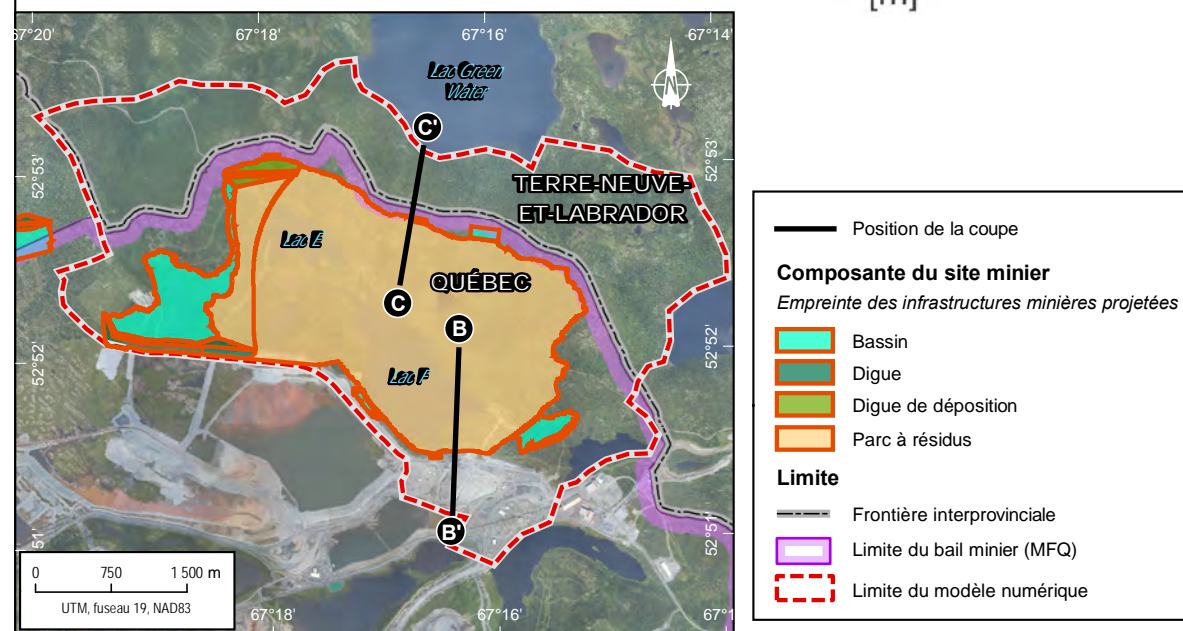 [m]
67°20'
67°18'
67°16'
67°14'
Lac Green
Water
C'
N
52°53'
52°53'
TERRE-NEUVE-
ET-LABRADOR
Lac E
QUÉBEC
C
B
52°52'
52°52'
Lac F
B'
51'
52°51'
0 750 1 500 m
UTM, fuseau 19, NAD83
67°18'
67°16'
Position de la coupe
Composante du site minier
Empreinte des infrastructures minières projetées
Bassin
Digue
Digue de déposition
Parc à résidus
Limite
Frontière interprovinciale
Limite du bail minier (MFQ)
Limite du modèle numérique